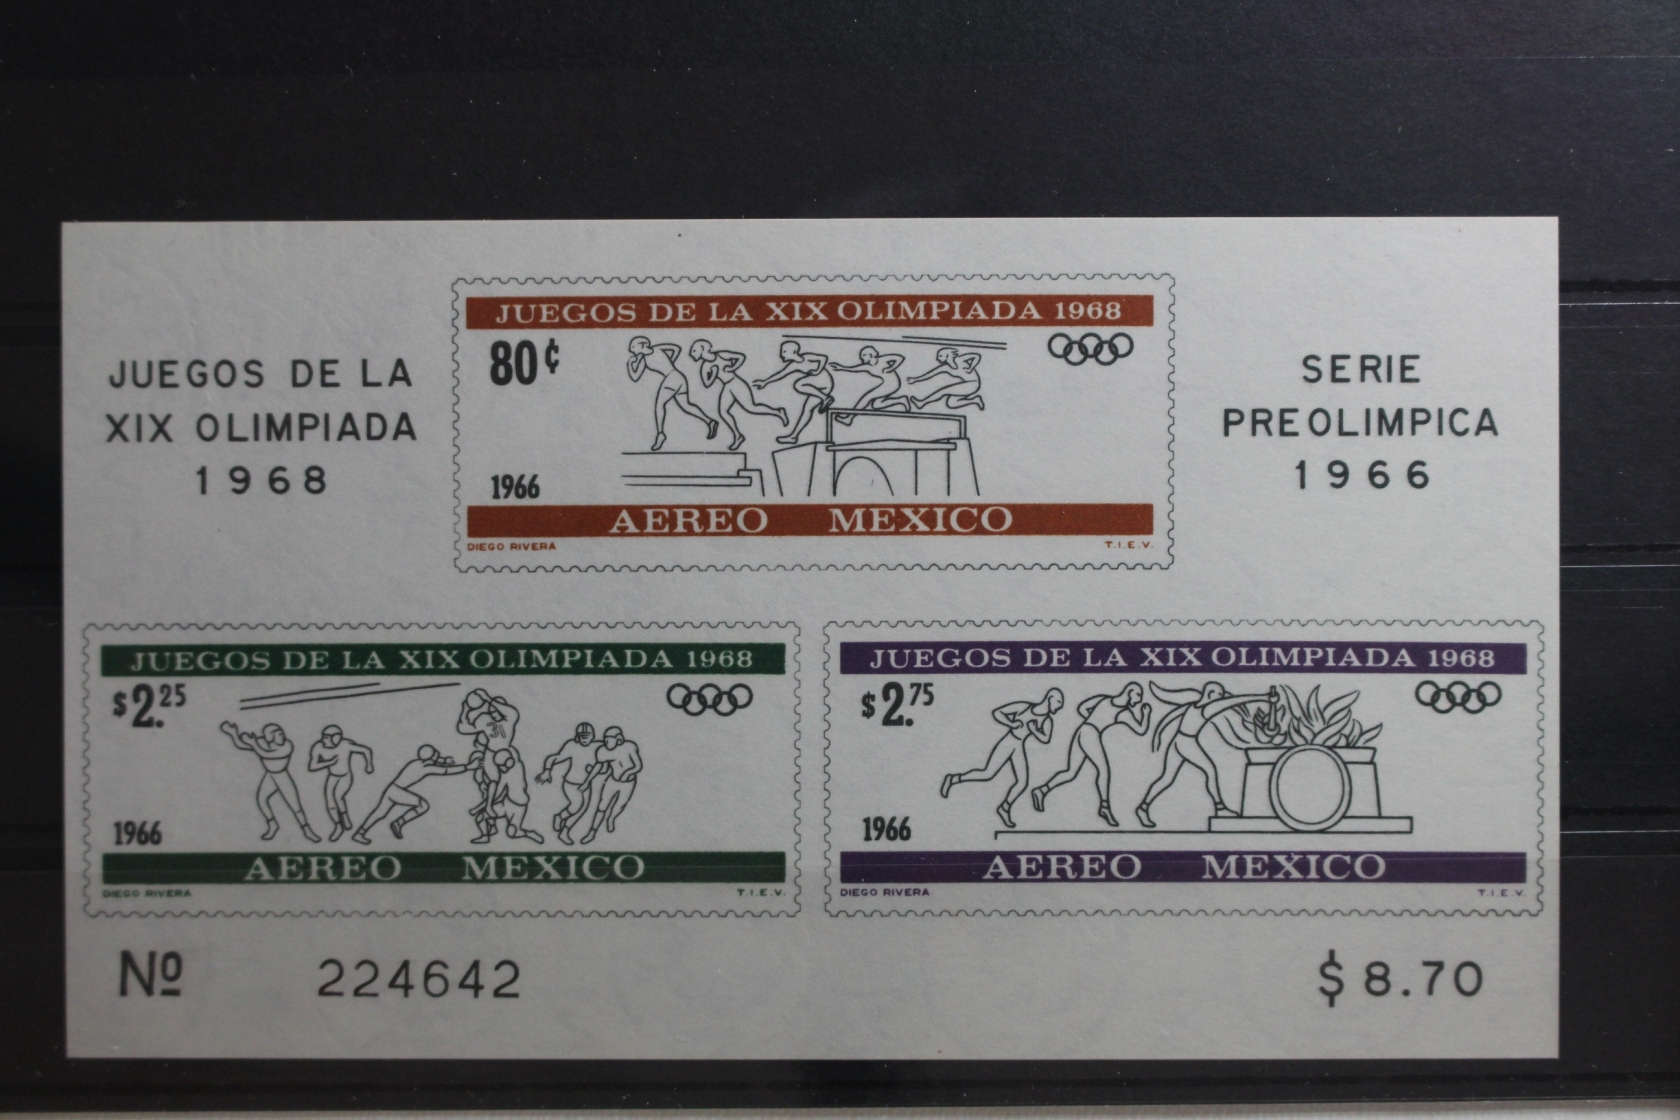 JUEGOS DE LA
XIX OLIMPIADA
1968
JUEGOS DE LA XIX OLIMPIADA 1968
80¢
1966
AEREO MEXICO
DIEGO RIVERA T.I.E.V.
SERIE
PREOLIMPICA
1966
JUEGOS DE LA XIX OLIMPIADA 1968
$2.25
31
1966
AEREO MEXICO
DIEGO RIVERA T.I.E.V.
JUEGOS DE LA XIX OLIMPIADA 1968
$2.75
1966
AEREO MEXICO
DIEGO RIVERA T.I.E.V.
Nº 224642 $8.70